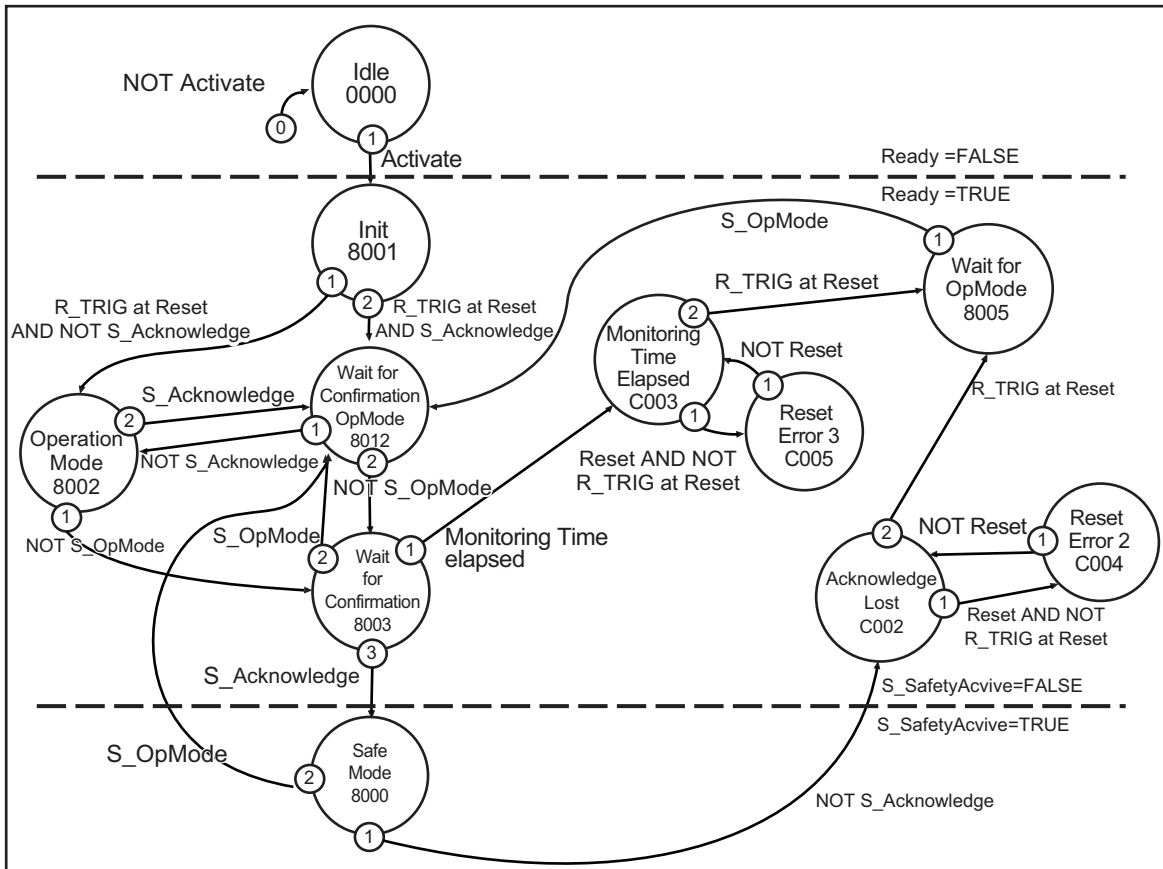 Idle
0000
NOT Activate
0
1
Activate
Ready =FALSE
Ready =TRUE
Init
8001
1
2
R_TRIG at Reset
AND NOT S_Acknowledge
R_TRIG at Reset
AND S_Acknowledge
S_OpMode
1
Wait for
OpMode
8005
R_TRIG at Reset
2
Monitoring
Time
Elapsed
C003
1
NOT Reset
1
Reset
Error 3
C005
Reset AND NOT
R_TRIG at Reset
R_TRIG at Reset
Wait for
Confirmation
OpMode
8012
1
2
S_Acknowledge
2
Operation
Mode
8002
1
NOT S_Acknowledge
NOT S_OpMode
S_OpMode
NOT S_OpMode
2
1
Monitoring Time
elapsed
Wait
for
Confirmation
8003
3
S_Acknowledge
2
NOT Reset
1
Reset
Error 2
C004
Acknowledge
Lost
C002
1
Reset AND NOT
R_TRIG at Reset
S_SafetyAcvive=FALSE
S_SafetyAcvive=TRUE
S_OpMode
2
Safe
Mode
8000
1
NOT S_Acknowledge